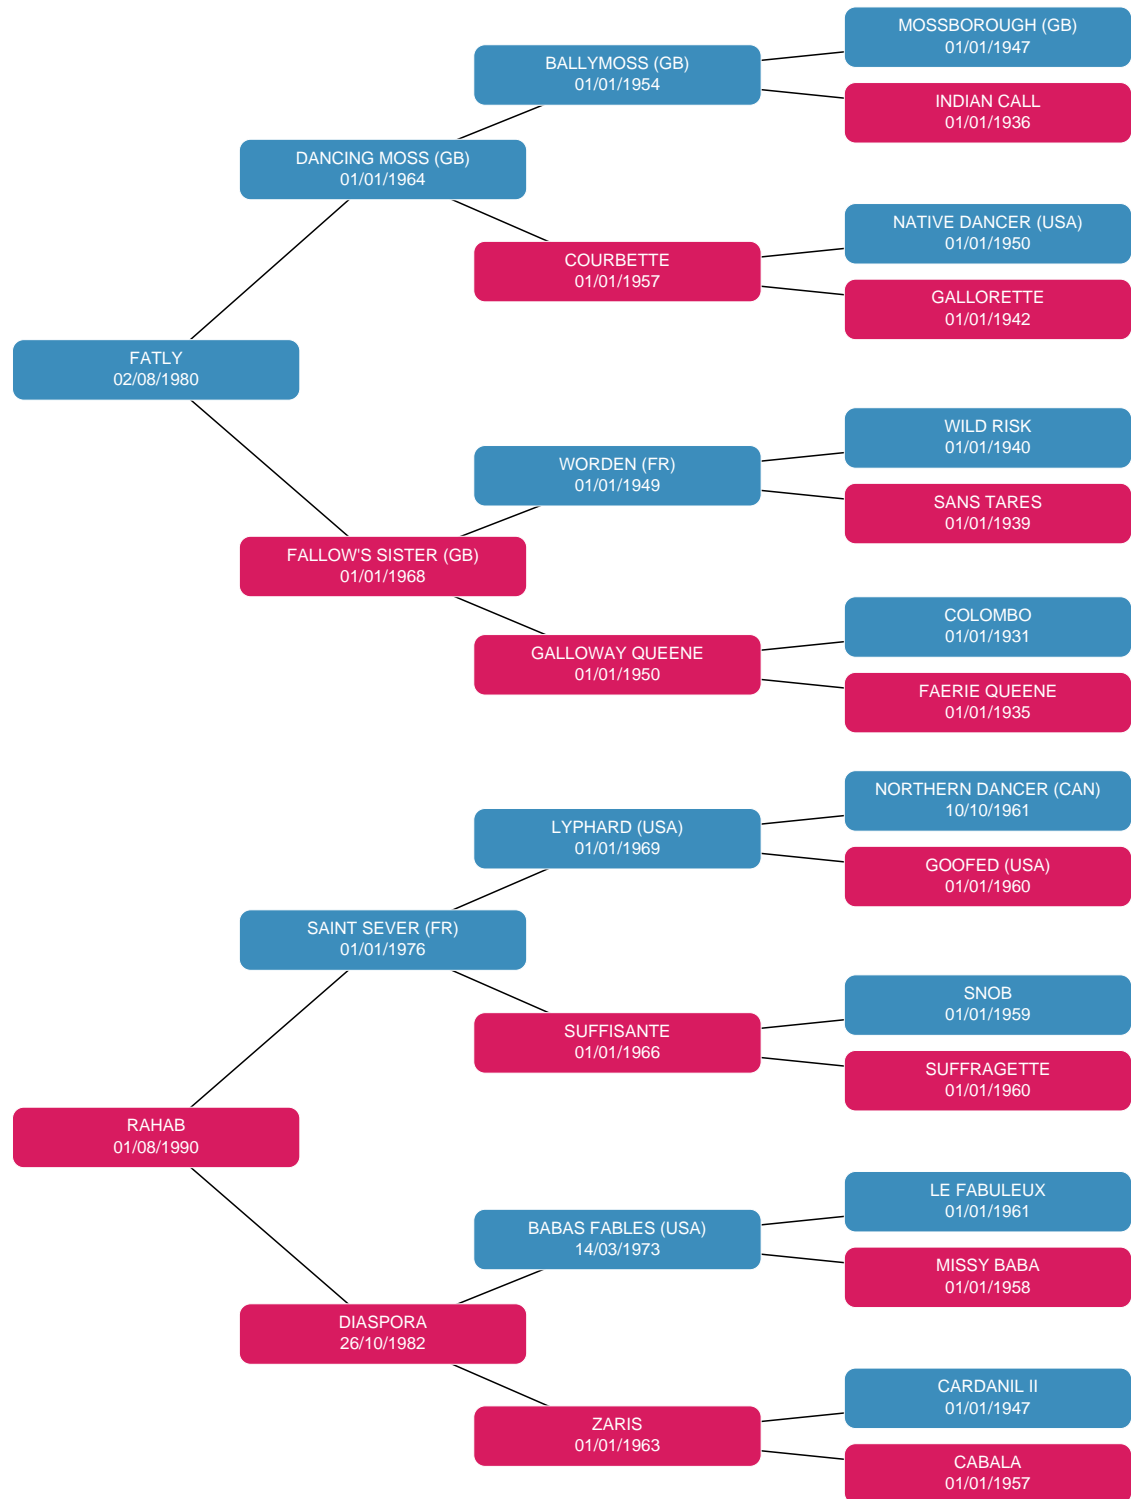 MOSSBOROUGH (GB)
01/01/1947
BALLYMOSS (GB)
01/01/1954
INDIAN CALL
01/01/1936
DANCING MOSS (GB)
01/01/1964
NATIVE DANCER (USA)
01/01/1950
COURBETTE
01/01/1957
GALLORETTE
01/01/1942
FATLY
02/08/1980
WILD RISK
01/01/1940
WORDEN (FR)
01/01/1949
SANS TARES
01/01/1939
FALLOW'S SISTER (GB)
01/01/1968
COLOMBO
01/01/1931
GALLOWAY QUEENE
01/01/1950
FAERIE QUEENE
01/01/1935
NORTHERN DANCER (CAN)
10/10/1961
LYPHARD (USA)
01/01/1969
GOOFED (USA)
01/01/1960
SAINT SEVER (FR)
01/01/1976
SNOB
01/01/1959
SUFFISANTE
01/01/1966
SUFFRAGETTE
01/01/1960
RAHAB
01/08/1990
LE FABULEUX
01/01/1961
BABAS FABLES (USA)
14/03/1973
MISSY BABA
01/01/1958
DIASPORA
26/10/1982
CARDANIL II
01/01/1947
ZARIS
01/01/1963
CABALA
01/01/1957